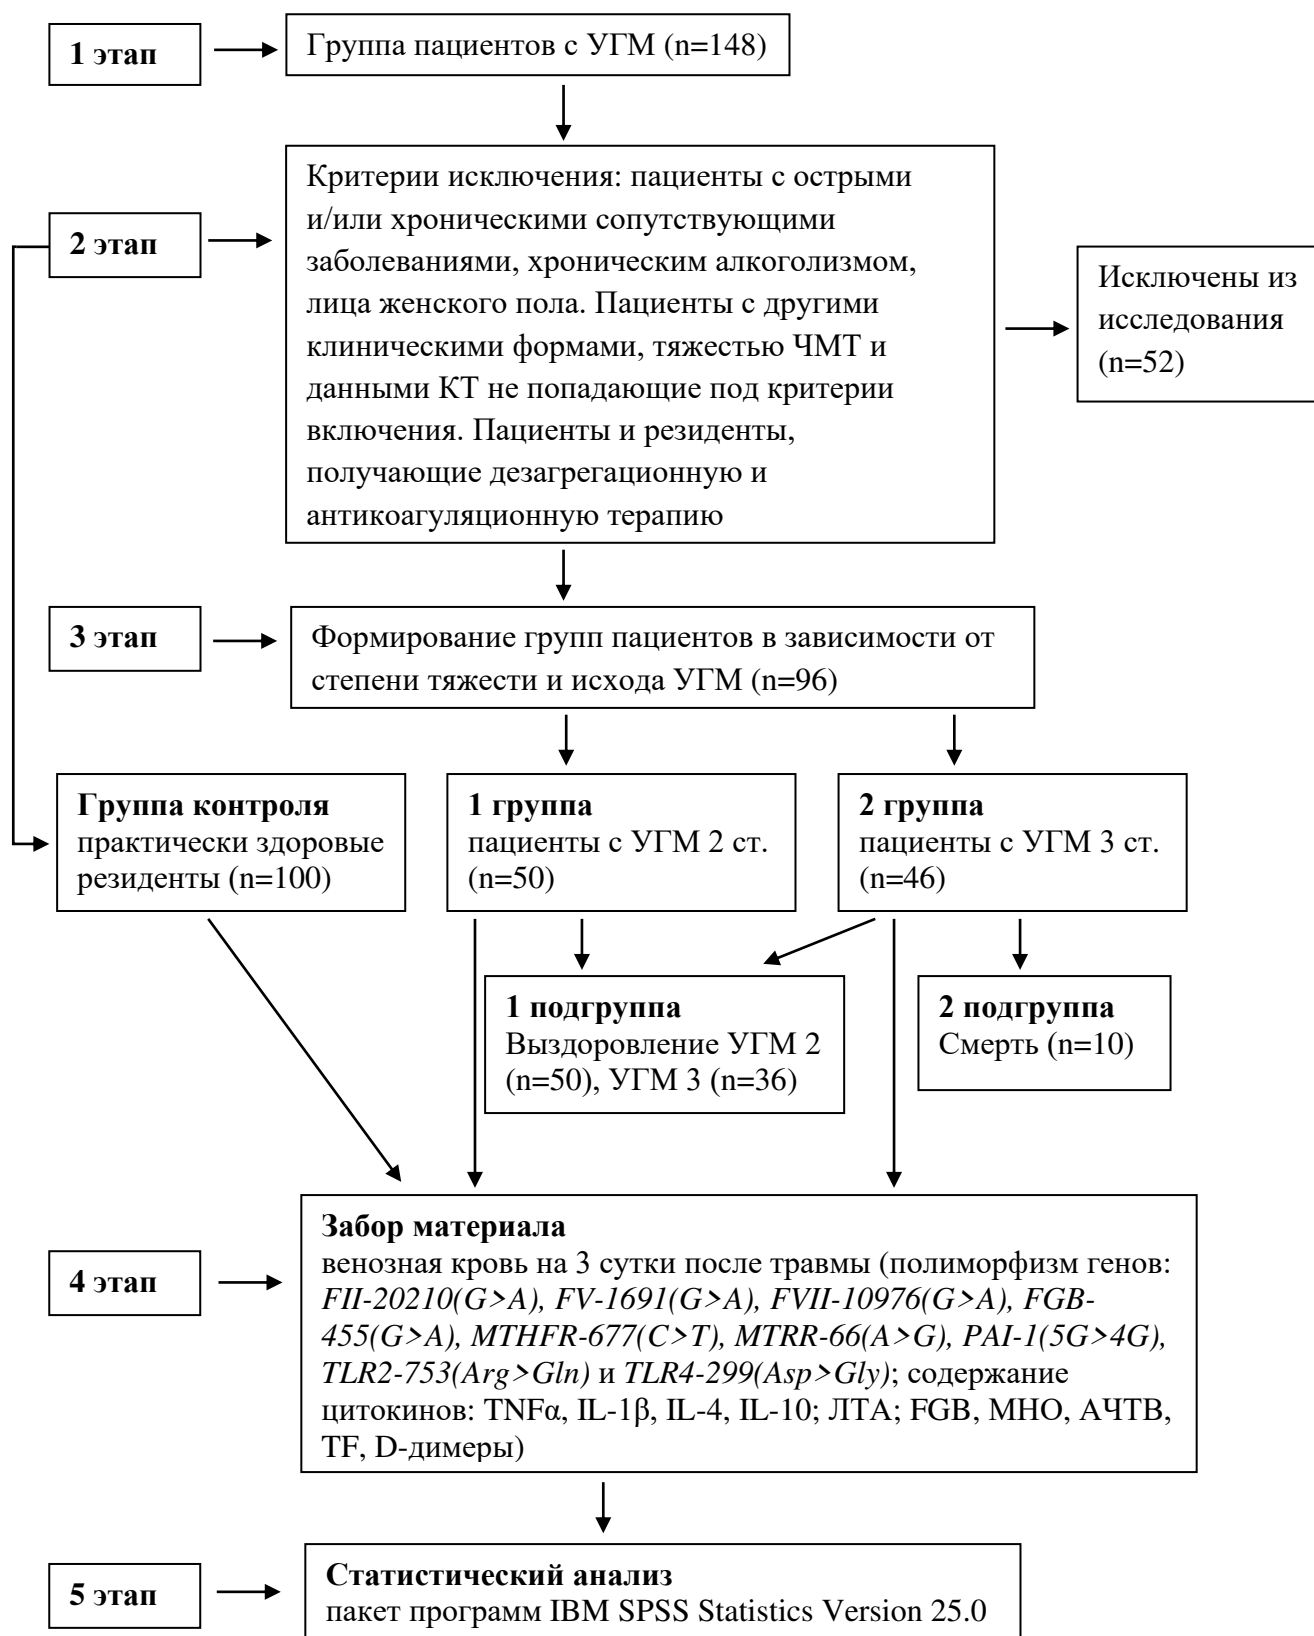 1 этап
Группа пациентов с УГМ (n=148)
2 этап
Критерии исключения: пациенты с острыми
и/или хроническими сопутствующими
заболеваниями, хроническим алкоголизмом,
лица женского пола. Пациенты с другими
клиническими формами, тяжестью ЧМТ и
данными КТ не попадающие под критерии
включения. Пациенты и резиденты,
получающие дезагрегационную и
антикоагуляционную терапию
Исключены из
исследования
(n=52)
3 этап
Формирование групп пациентов в зависимости от
степени тяжести и исхода УГМ (n=96)
Группа контроля
практически здоровые
резиденты (n=100)
1 группа
пациенты с УГМ 2 ст.
(n=50)
2 группа
пациенты с УГМ 3 ст.
(n=46)
1 подгруппа
Выздоровление УГМ 2
(n=50), УГМ 3 (n=36)
2 подгруппа
Смерть (n=10)
4 этап
Забор материала
венозная кровь на 3 сутки после травмы (полиморфизм генов:
FII-20210(G>A), FV-1691(G>A), FVII-10976(G>A), FGB-
455(G>A), MTHFR-677(C>T), MTRR-66(A>G), PAI-1(5G>4G),
TLR2-753(Arg>Gln) и TLR4-299(Asp>Gly); содержание
цитокинов: TNFα, IL-1β, IL-4, IL-10; ЛТА; FGB, МНО, АЧТВ,
TF, D-димеры)
5 этап
Статистический анализ
пакет программ IBM SPSS Statistics Version 25.0